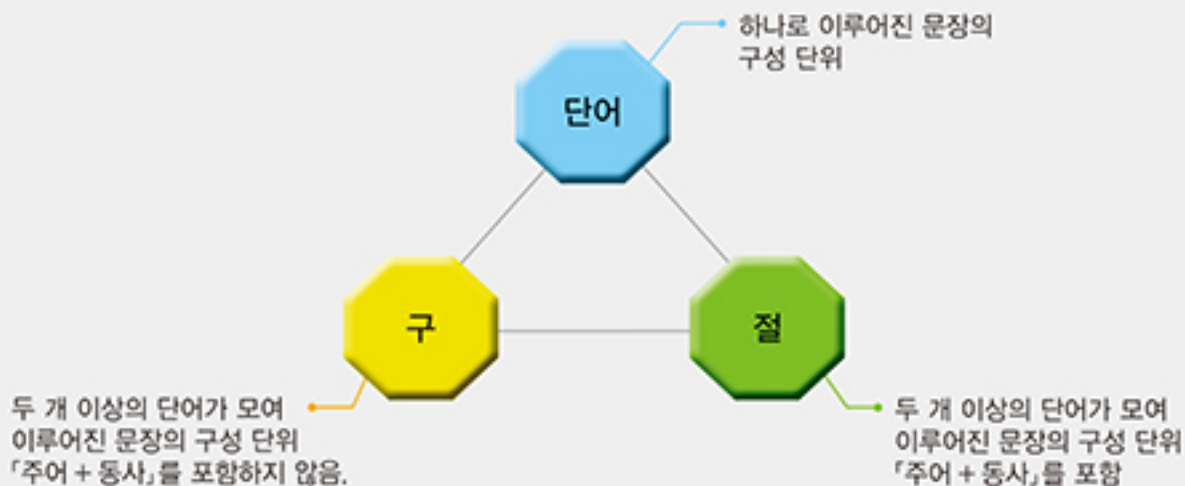 하나로 이루어진 문장의
구성 단위
단어
구
절
두 개 이상의 단어가 모여
이루어진 문장의 구성 단위
「주어 + 동사」를 포함하지 않음.
두 개 이상의 단어가 모여
이루어진 문장의 구성 단위
「주어 + 동사」를 포함